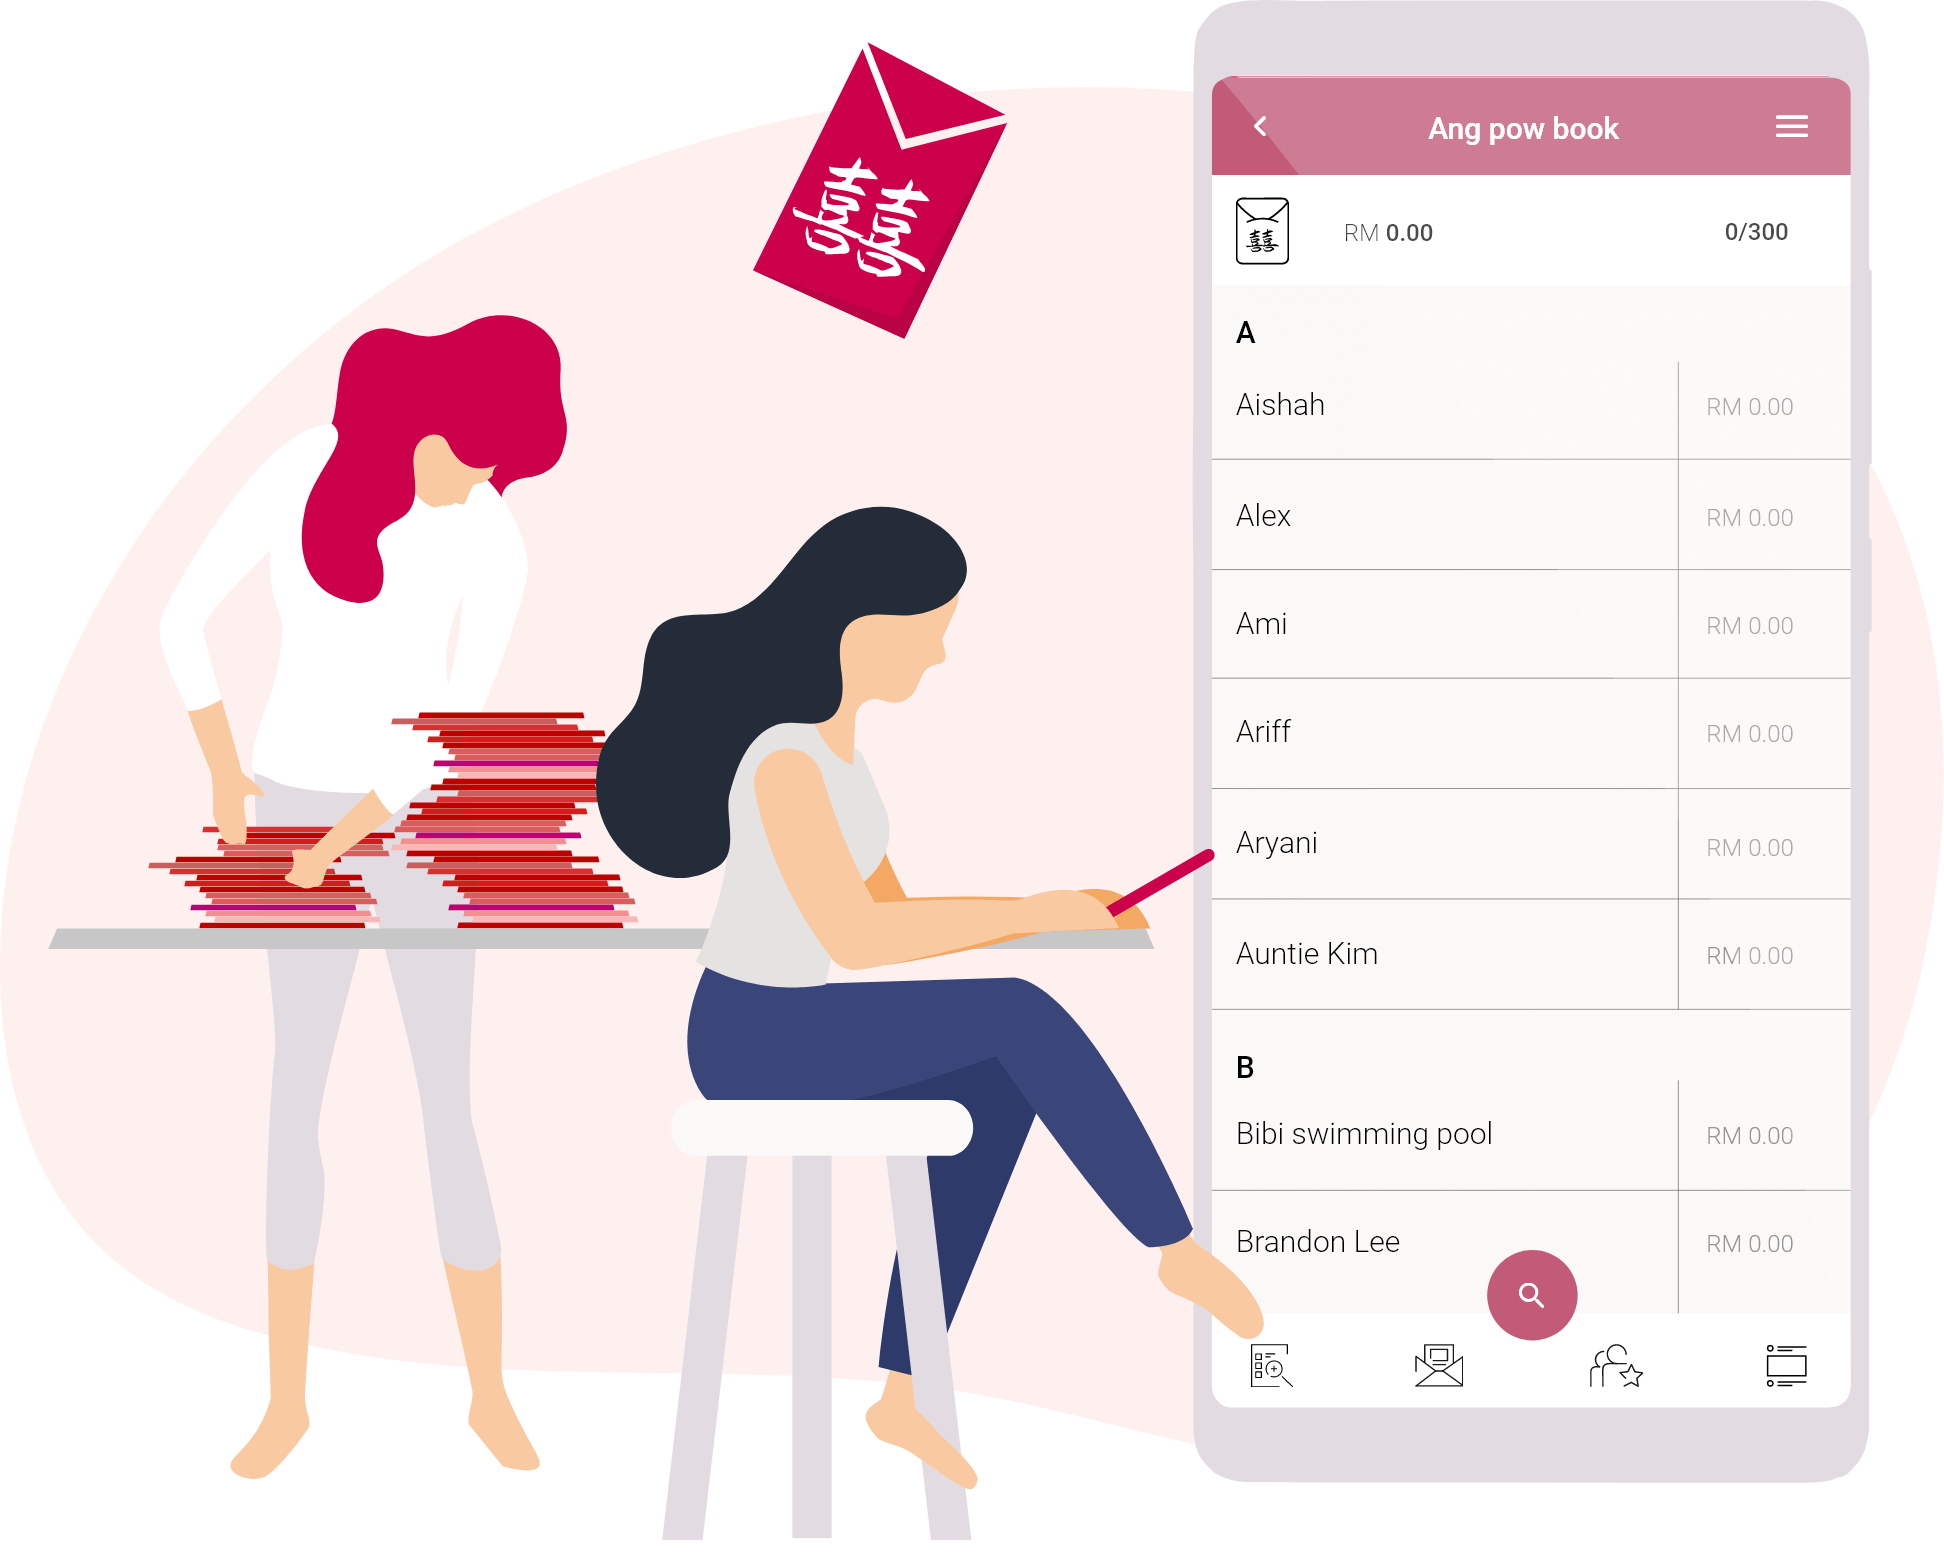 囍
Ang pow book
囍
RM 0.00
0/300
A
Aishah
RM 0.00
Alex
RM 0.00
Ami
RM 0.00
Ariff
RM 0.00
Aryani
RM 0.00
Auntie Kim
RM 0.00
B
Bibi swimming pool
RM 0.00
Brandon Lee
RM 0.00